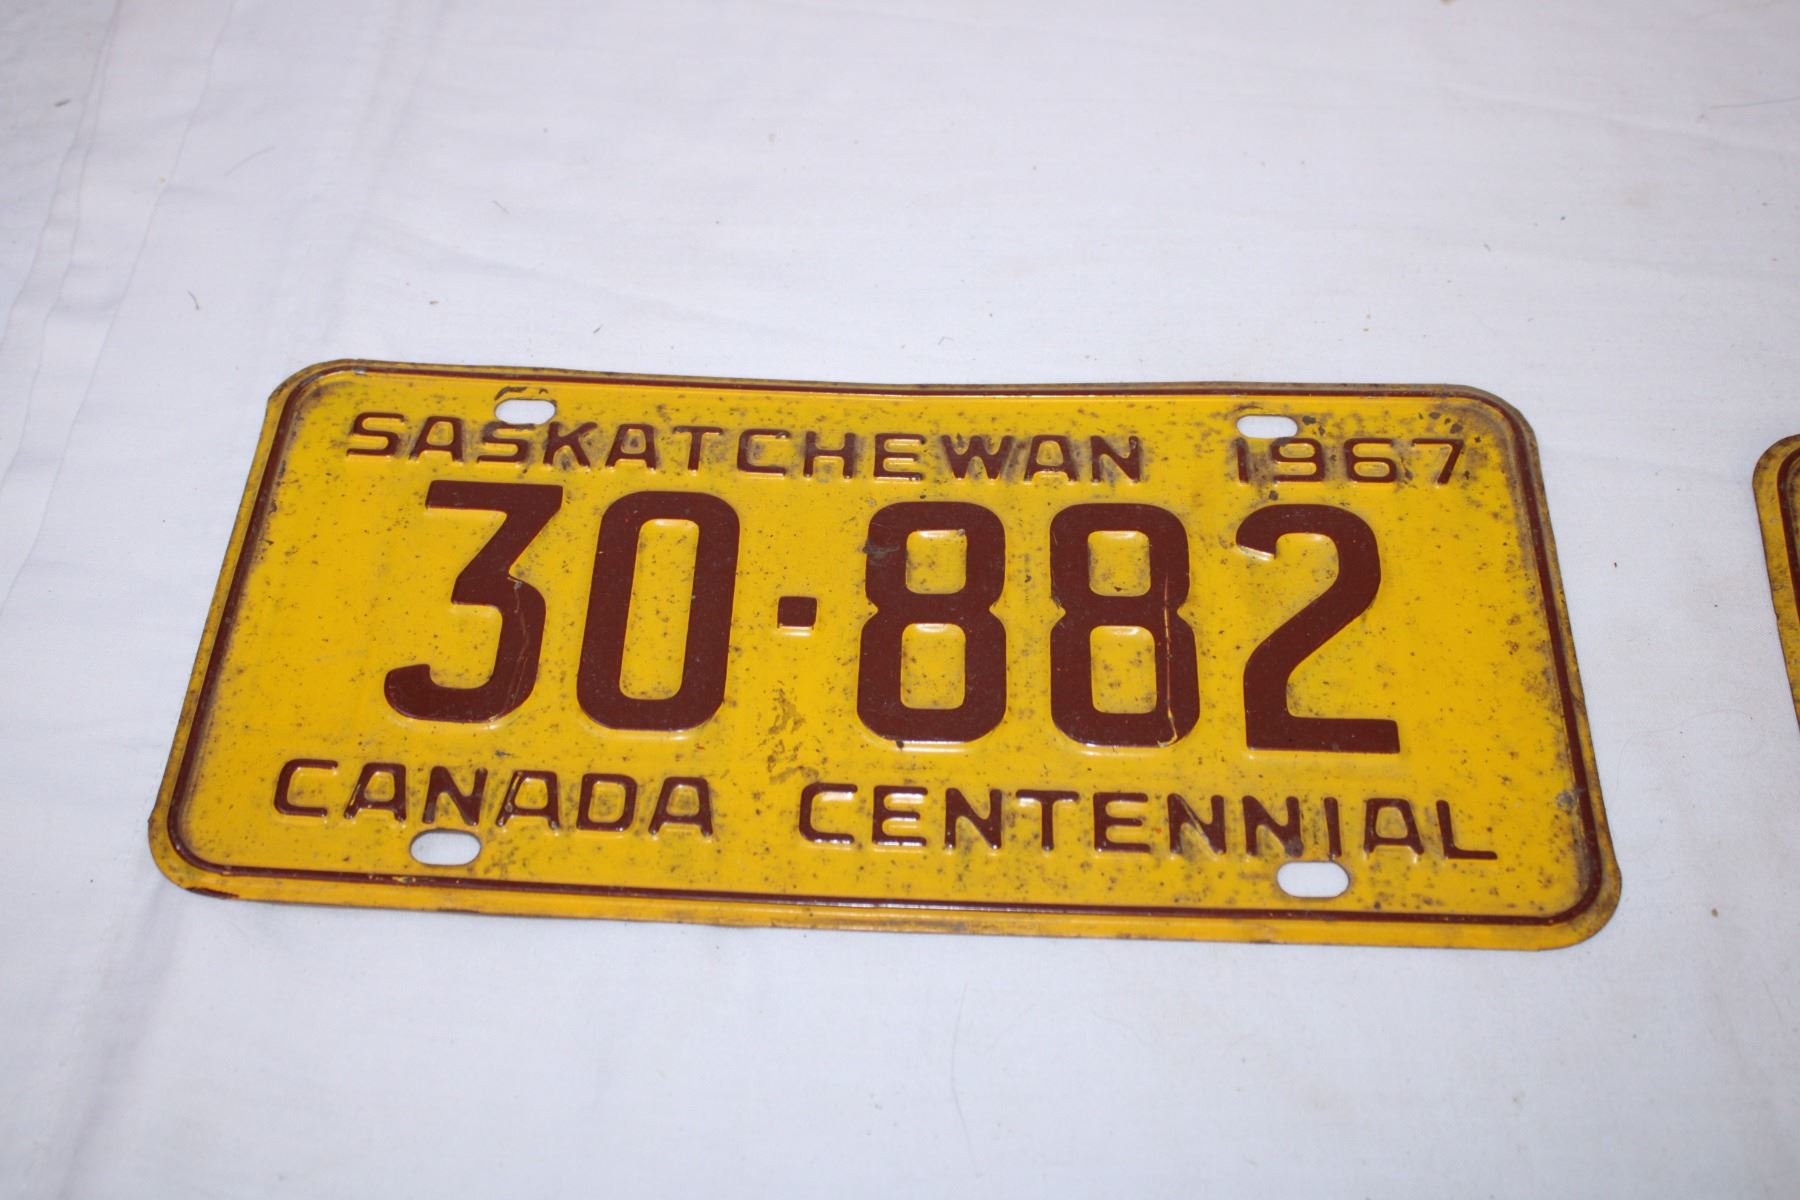 SASKATCHEWAN 1967
30·882
CANADA CENTENNIAL